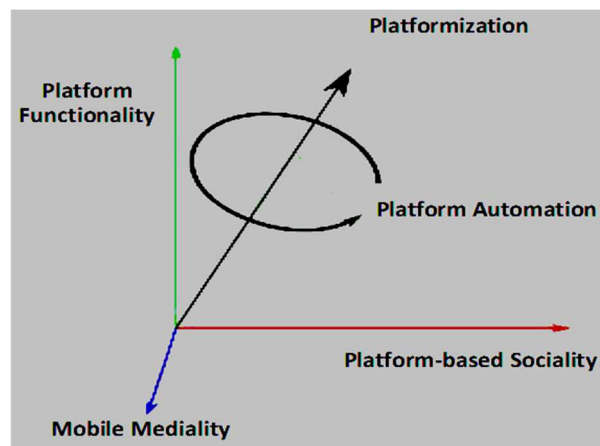 Platformization
Platform
Functionality
Platform Automation
Platform-based Sociality
Mobile Mediality